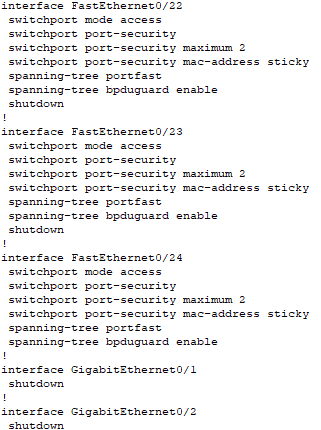 interface FastEthernet0/22
switchport mode access
switchport port-security
switchport port-security maximum 2
switchport port-security mac-address sticky
spanning-tree portfast
spanning-tree bpduguard enable
shutdown
!
interface FastEthernet0/23
switchport mode access
switchport port-security
switchport port-security maximum 2
switchport port-security mac-address sticky
spanning-tree portfast
spanning-tree bpduguard enable
shutdown
!
interface FastEthernet0/24
switchport mode access
switchport port-security
switchport port-security maximum 2
switchport port-security mac-address sticky
spanning-tree portfast
spanning-tree bpduguard enable
!
interface GigabitEthernet0/1
shutdown
!
interface GigabitEthernet0/2
shutdown